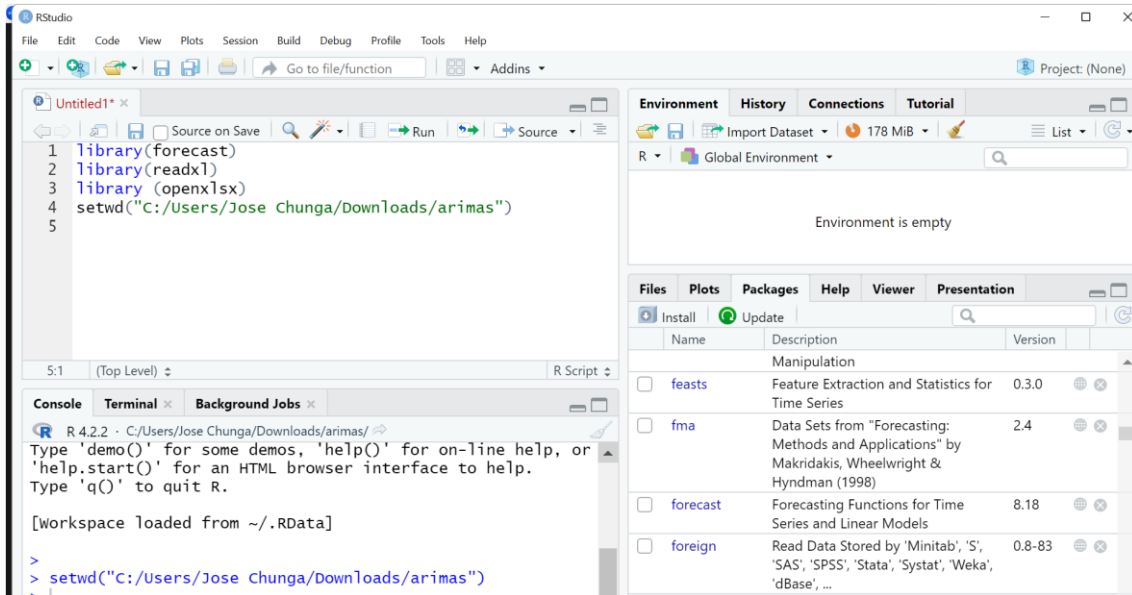 RStudio
File Edit Code View Plots Session Build Debug Profile Tools Help
Go to file/function Addins Project: (None)
Untitled1*
Source on Save Run Source
1 library(forecast)
2 library(readxl)
3 library (openxlsx)
4 setwd("C:/Users/Jose Chunga/Downloads/arimas")
5
5:1 (Top Level) R Script
Console Terminal Background Jobs
R 4.2.2 · C:/Users/Jose Chunga/Downloads/arimas/
Type 'demo()' for some demos, 'help()' for on-line help, or
'help.start()' for an HTML browser interface to help.
Type 'q()' to quit R.
[Workspace loaded from ~/.RData]
>
> setwd("C:/Users/Jose Chunga/Downloads/arimas")
>
Environment History Connections Tutorial
Import Dataset 178 MiB List
R Global Environment
Environment is empty
Files Plots Packages Help Viewer Presentation
Install Update
Name Description Version
Manipulation
feasts Feature Extraction and Statistics for 0.3.0
Time Series
fma Data Sets from "Forecasting: 2.4
Methods and Applications" by
Makridakis, Wheelwright &
Hyndman (1998)
forecast Forecasting Functions for Time 8.18
Series and Linear Models
foreign Read Data Stored by 'Minitab', 'S', 0.8-83
'SAS', 'SPSS', 'Stata', 'Systat', 'Weka',
'dBase', ...